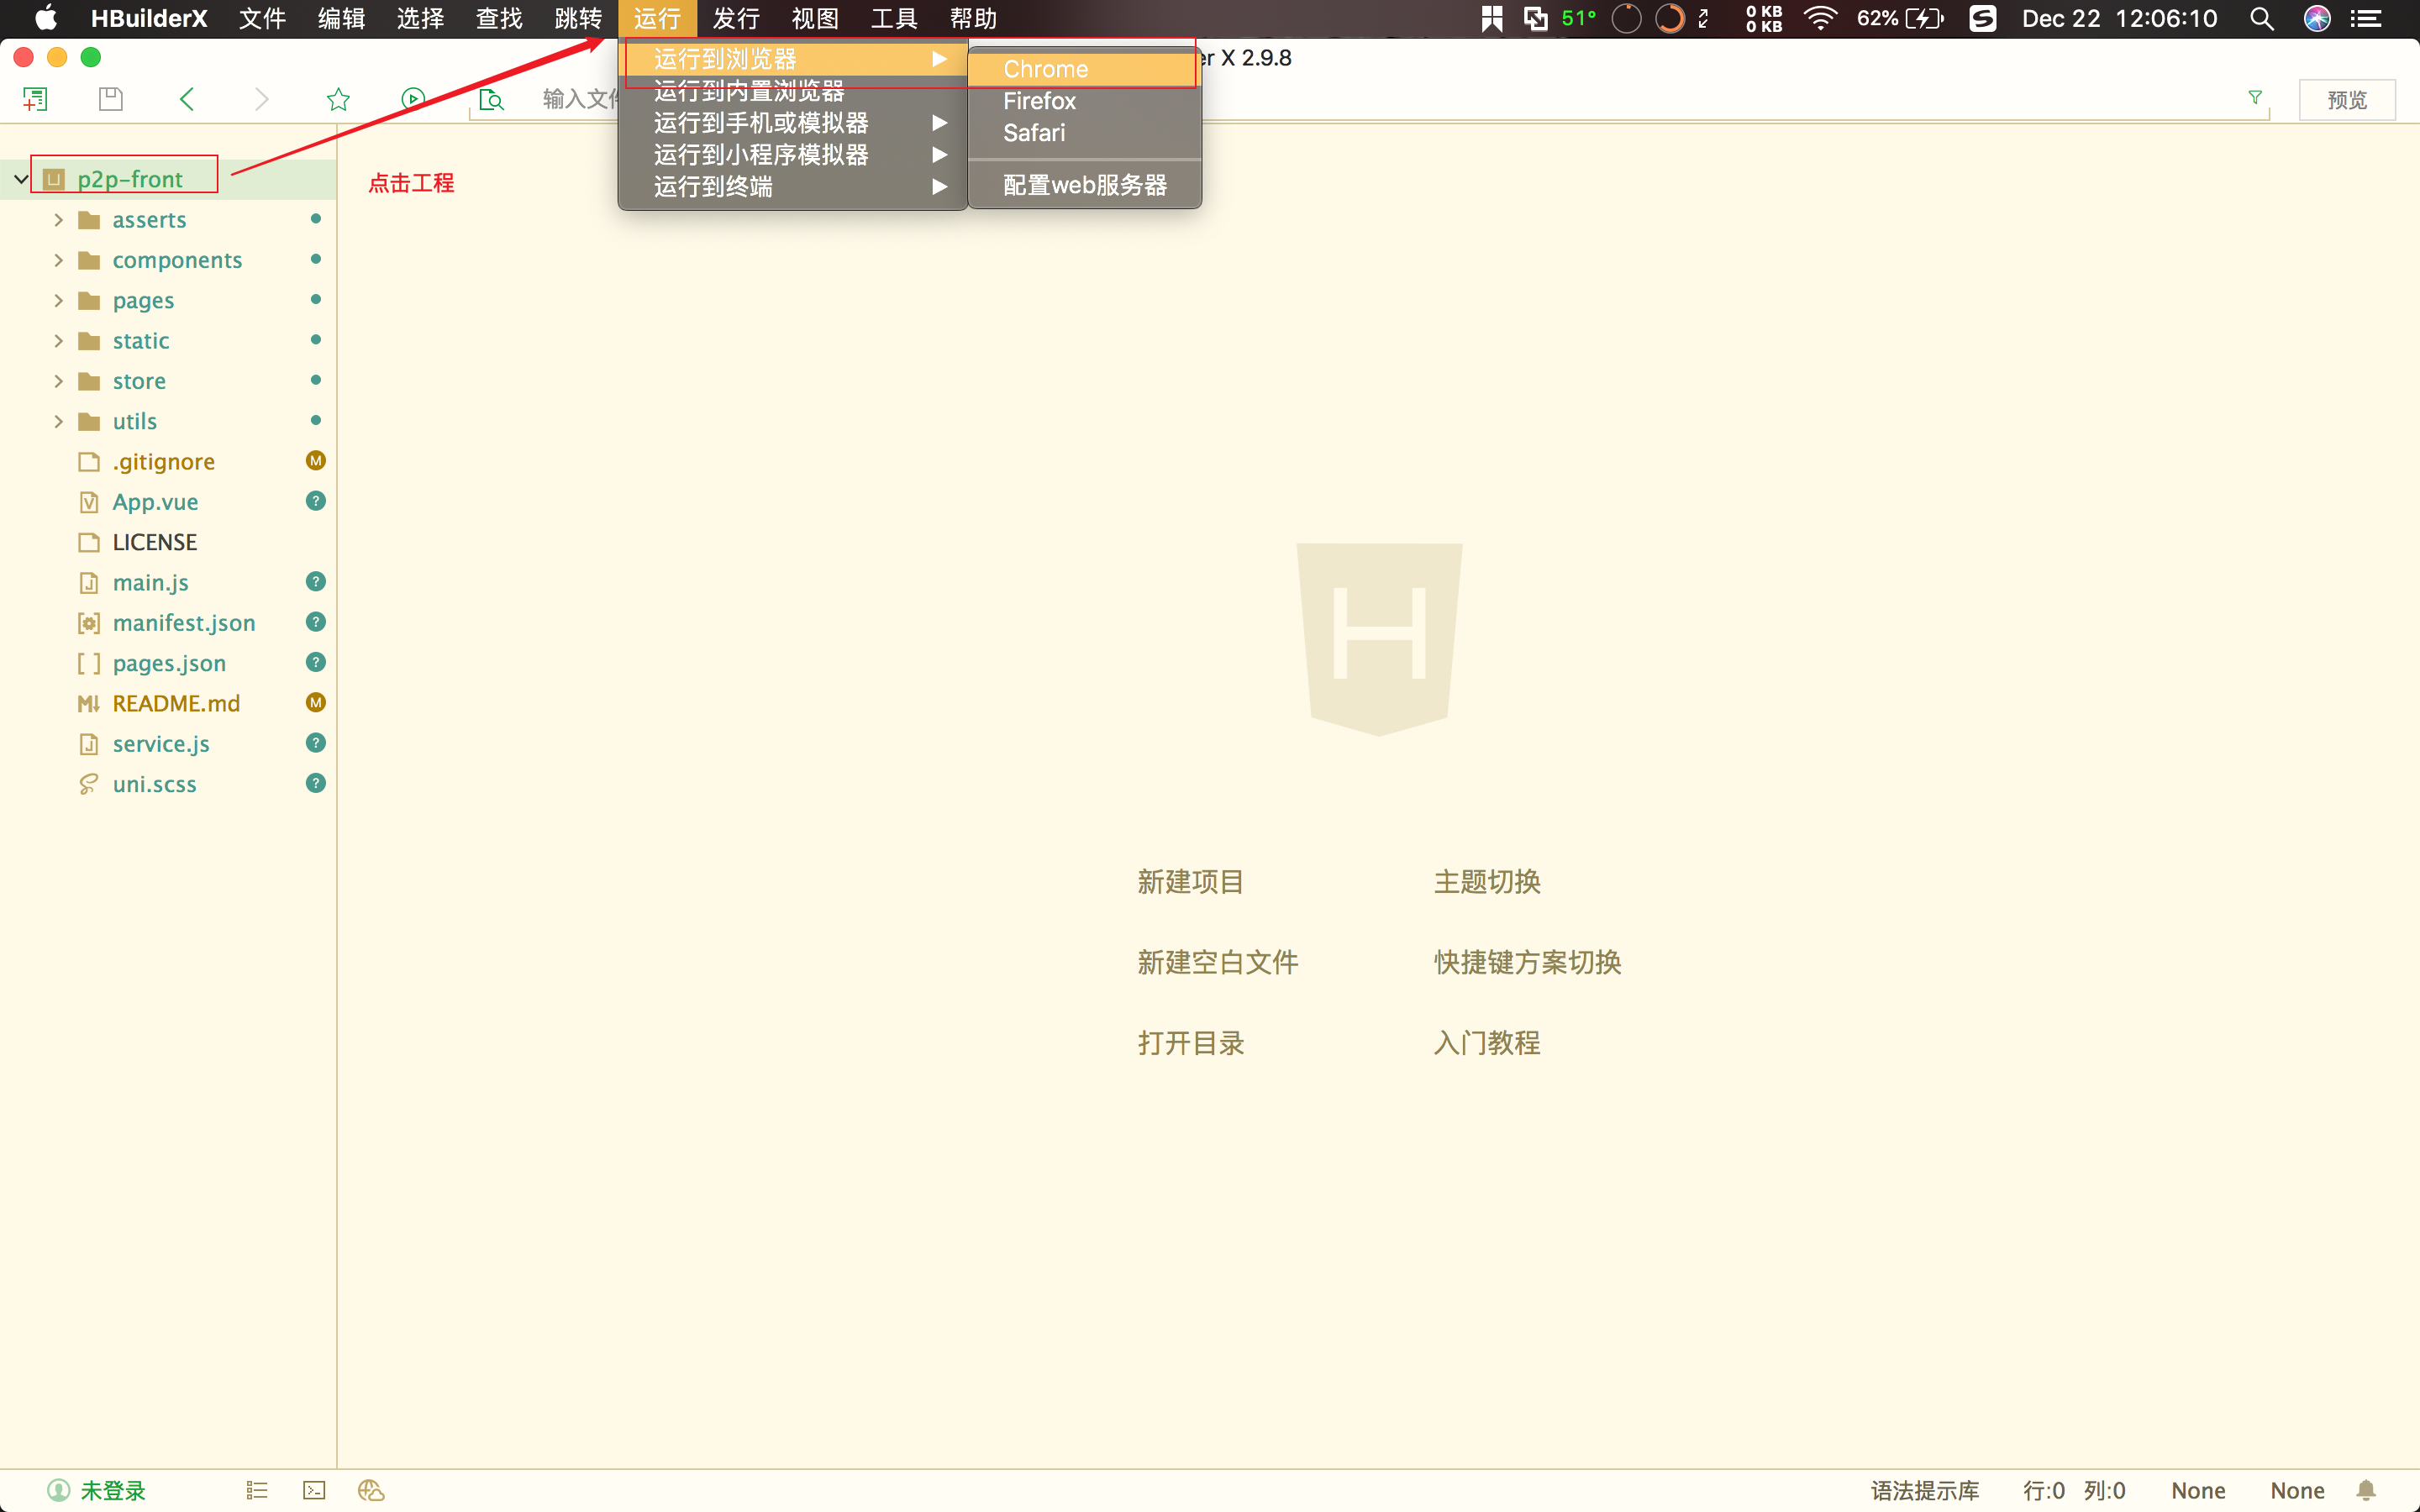 HBuilderX 文件 编辑 选择 查找 跳转 运行 发行 视图 工具 帮助 51° 0 KB 0 KB 62% Dec 22 12:06:10
er X 2.9.8
输入文件
预览
运行到浏览器
运行到内置浏览器
运行到手机或模拟器
运行到小程序模拟器
运行到终端
Chrome
Firefox
Safari
配置web服务器
点击工程
p2p-front
asserts
components
pages
static
store
utils
.gitignore M
App.vue ?
LICENSE
main.js ?
manifest.json ?
pages.json ?
README.md M
service.js ?
uni.scss ?
新建项目 主题切换
新建空白文件 快捷键方案切换
打开目录 入门教程
未登录 语法提示库 行:0 列:0 None None